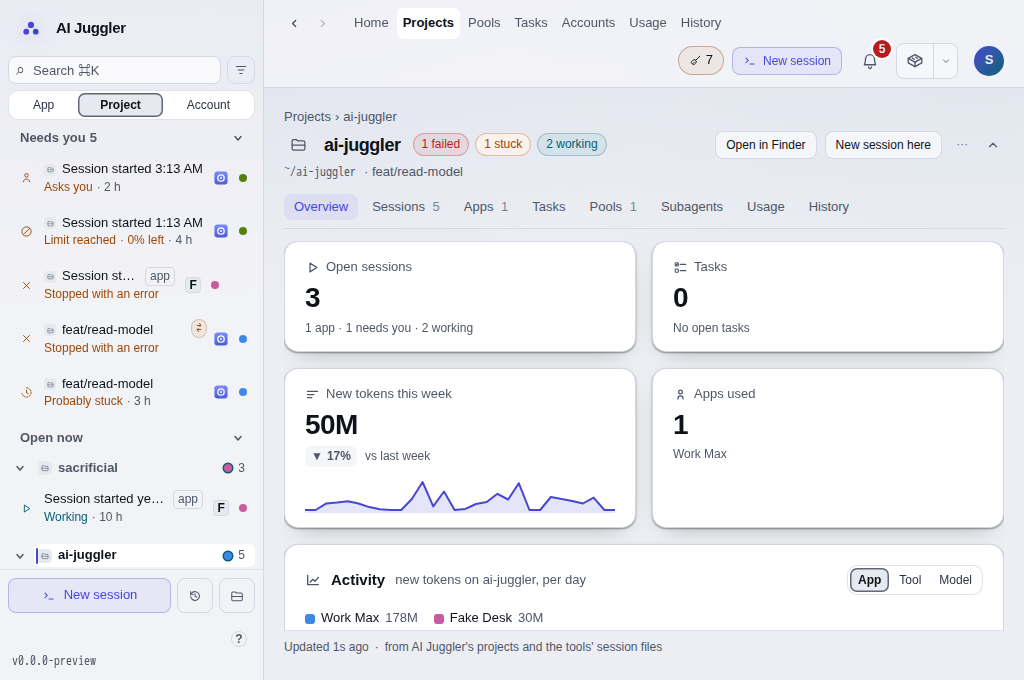 AI Juggler
Search ⌘K
App Project Account
Needs you 5
Session started 3:13 AM
Asks you · 2 h
Session started 1:13 AM
Limit reached · 0% left · 4 h
Session st… app F
Stopped with an error
feat/read-model
Stopped with an error
feat/read-model
Probably stuck · 3 h
Open now
sacrificial 3
Session started ye… app F
Working · 10 h
ai-juggler 5
New session
?
v0.0.0-preview
Home Projects Pools Tasks Accounts Usage History
7 New session 5 S
Projects › ai-juggler
ai-juggler 1 failed 1 stuck 2 working Open in Finder New session here ···
~/ai-juggler · feat/read-model
Overview Sessions 5 Apps 1 Tasks Pools 1 Subagents Usage History
Open sessions
3
1 app · 1 needs you · 2 working
Tasks
0
No open tasks
New tokens this week
50M
▼ 17% vs last week
Apps used
1
Work Max
Activity new tokens on ai-juggler, per day App Tool Model
Work Max 178M Fake Desk 30M
Updated 1s ago · from AI Juggler's projects and the tools' session files